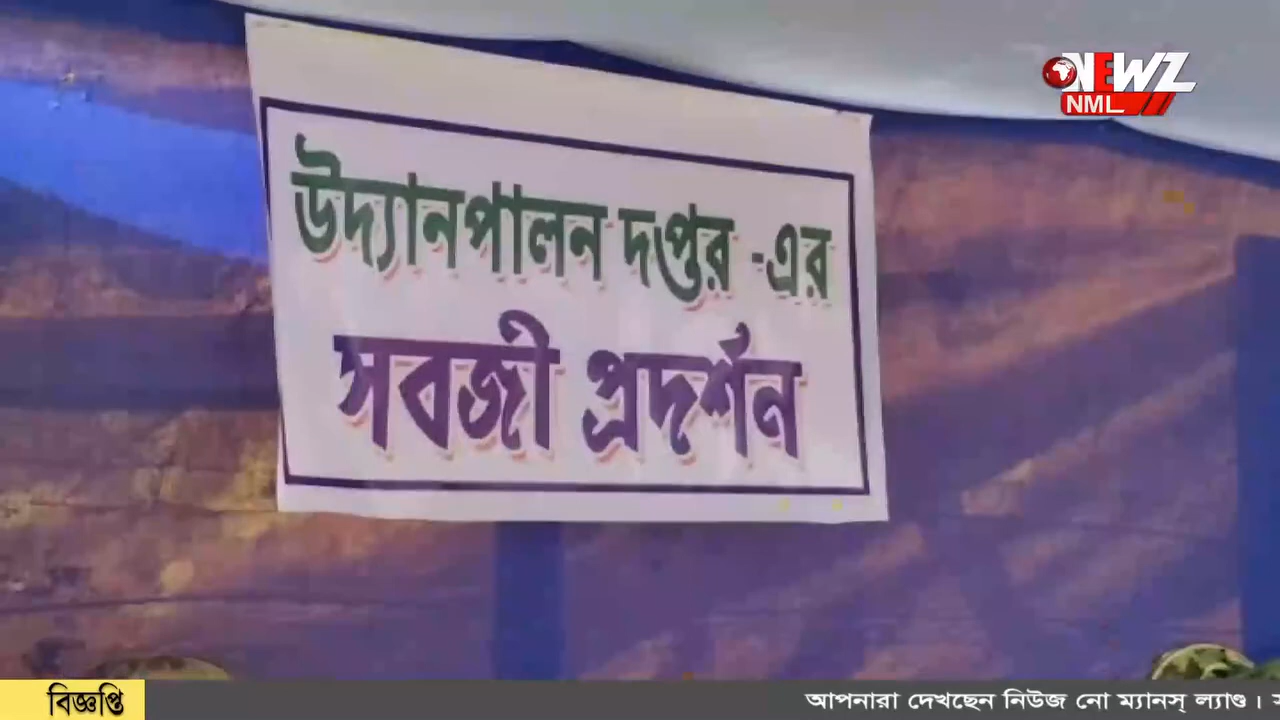 NEWZ
NML
উদ্যানপালন দপ্তর -এর
সবজী প্রদর্শন
বিজ্ঞপ্তি
আপনারা দেখছেন নিউজ নো ম্যানস্ ল্যাণ্ড।